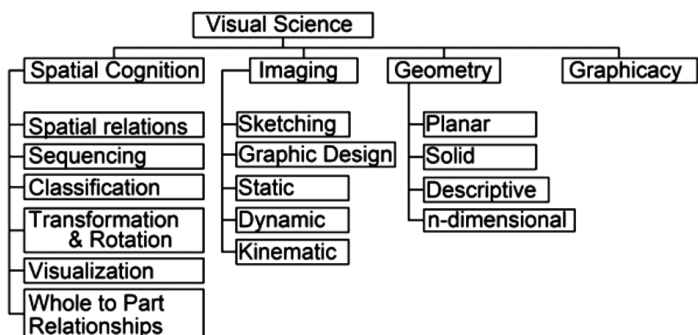 Visual Science
Spatial Cognition
Imaging
Geometry
Graphicacy
Spatial relations
Sequencing
Classification
Transformation
& Rotation
Visualization
Whole to Part
Relationships
Sketching
Graphic Design
Static
Dynamic
Kinematic
Planar
Solid
Descriptive
n-dimensional